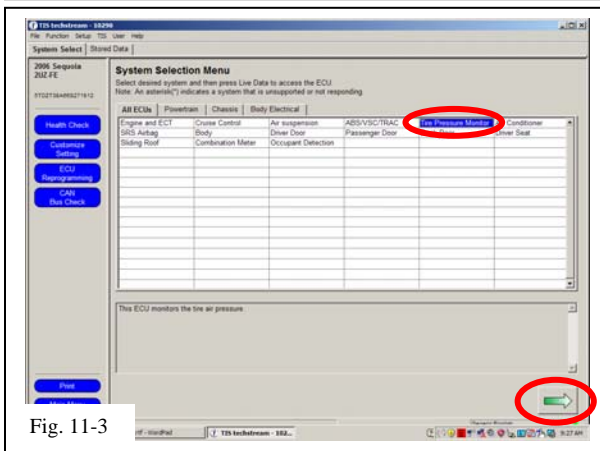 TIS techstream - 10290
File Function Setup TIS User Help
System Select Stored Data
2006 Sequoia
2UZ-FE
System Selection Menu
Select desired system and then press Live Data to access the ECU
Note: An asterisk(*) indicates a system that is unsupported or not responding.
All ECUs Powertrain Chassis Body Electrical
Engine and ECT Cruise Control Air suspension ABS/VSC/TRAC Tire Pressure Monitor Conditioner
SRS Airbag Body Driver Door Passenger Door Driver Seat
Sliding Roof Combination Meter Occupant Detection
Health Check
Customize
Setting
ECU
Reprogramming
CAN
Bus Check
This ECU monitors the tire air pressure.
Print
Fig. 11-3
WordPad TIS techstream - 102... 9:27 AM